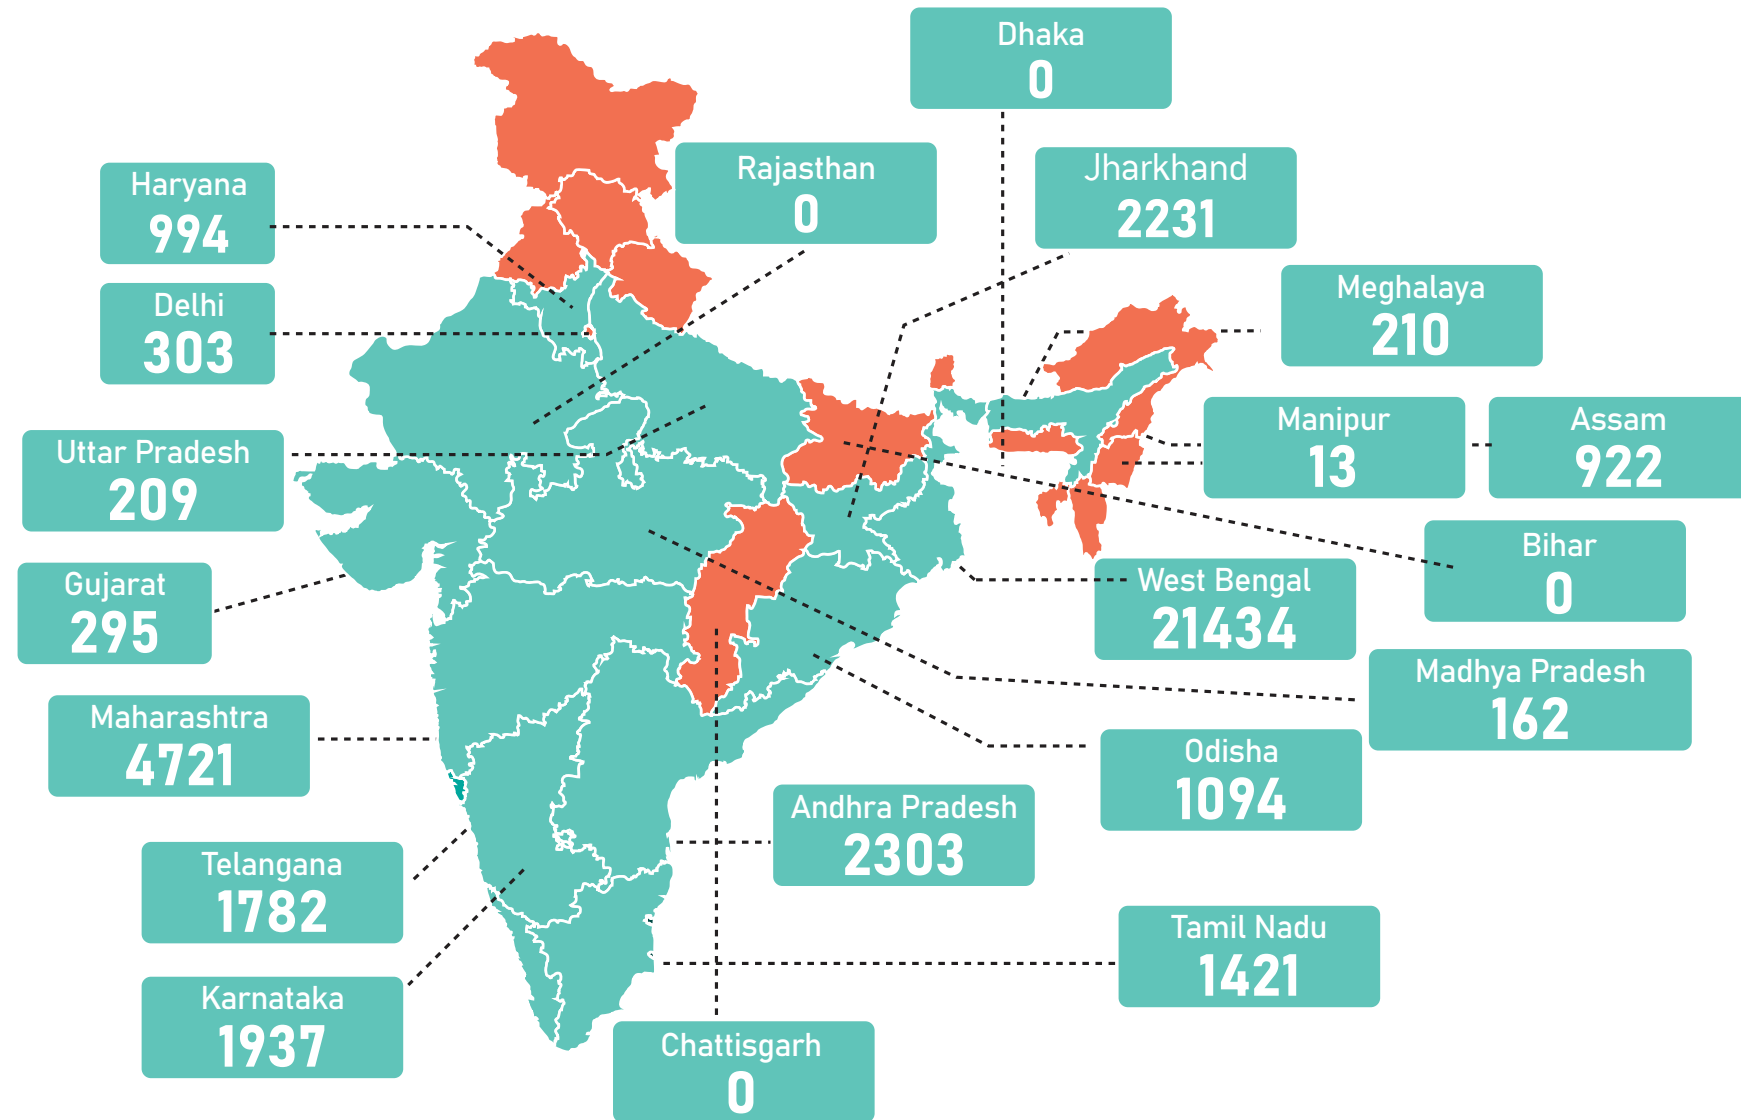 Dhaka
0
Rajasthan
0
Jharkhand
2231
Haryana
994
Meghalaya
210
Delhi
303
Manipur
13
Assam
922
Uttar Pradesh
209
Bihar
0
Gujarat
295
West Bengal
21434
Madhya Pradesh
162
Maharashtra
4721
Odisha
1094
Andhra Pradesh
2303
Telangana
1782
Tamil Nadu
1421
Karnataka
1937
Chattisgarh
0